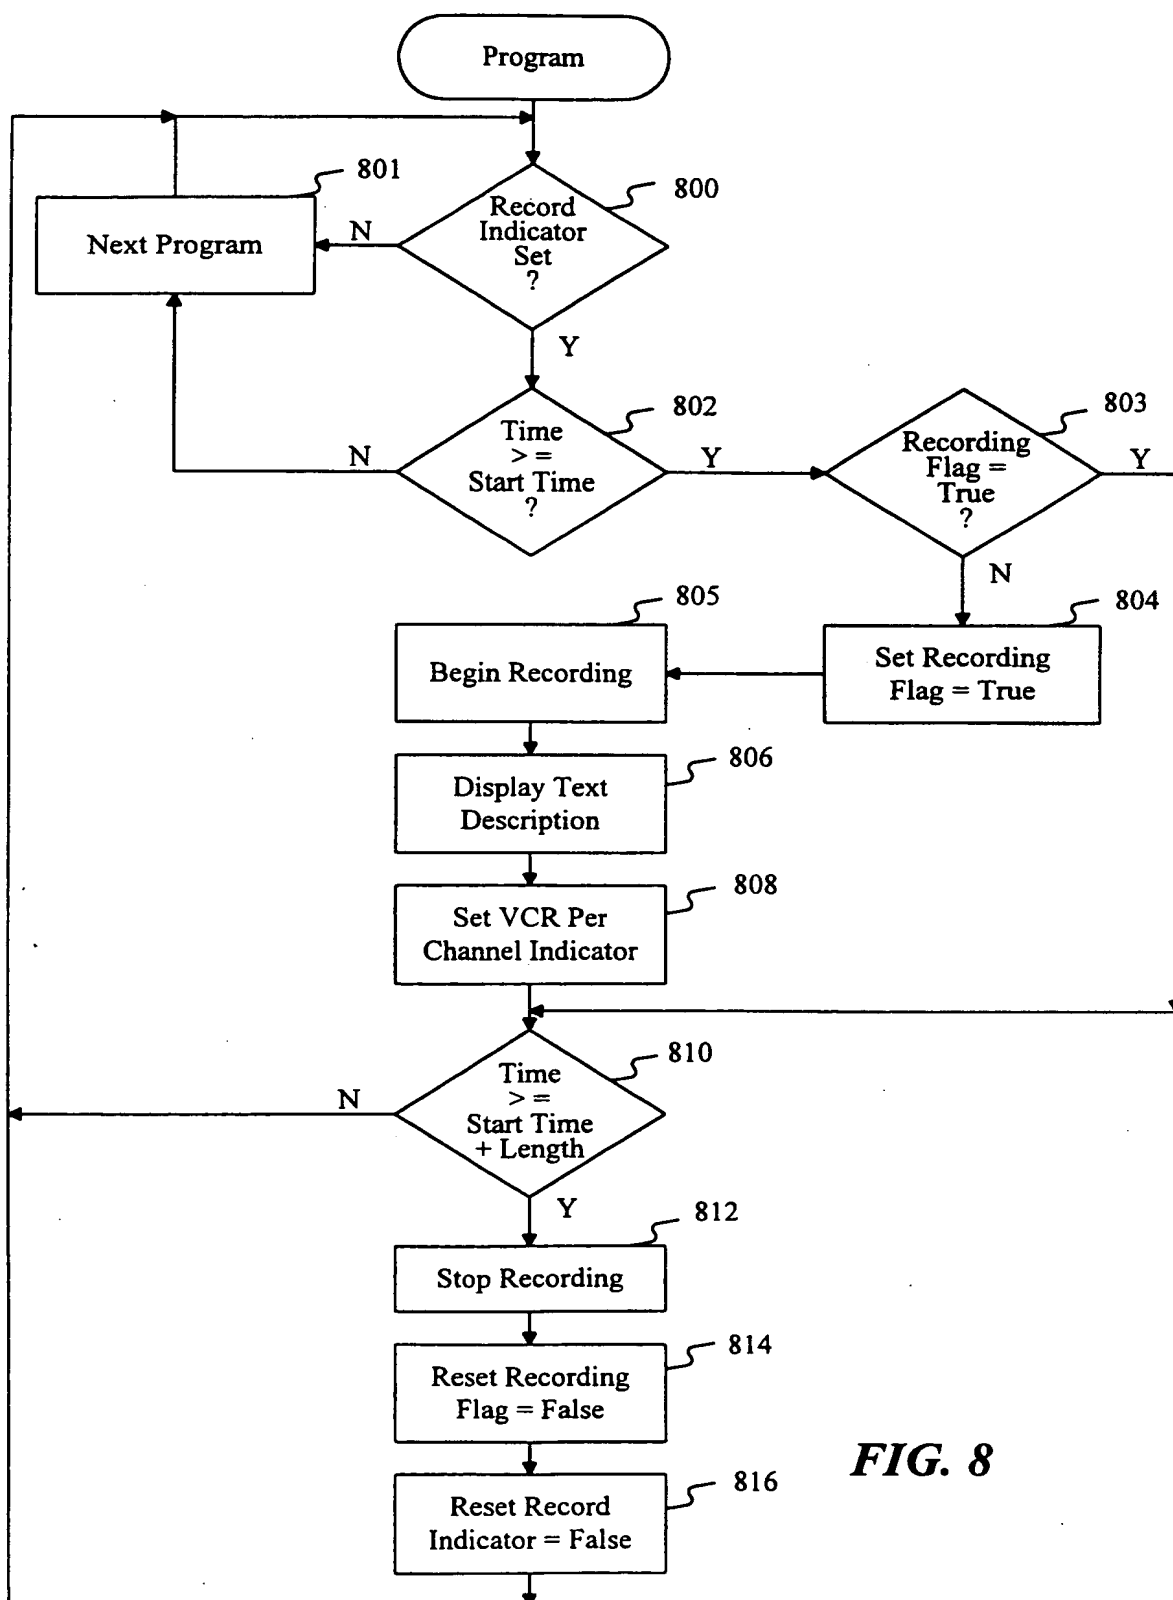 Program
801
800
Record
Indicator
Set
?
N
Next Program
Y
802
803
Time
> =
Start Time
?
N
Y
Recording
Flag =
True
?
Y
N
805
804
Begin Recording
Set Recording
Flag = True
806
Display Text
Description
808
Set VCR Per
Channel Indicator
810
Time
> =
Start Time
+ Length
N
Y
812
Stop Recording
814
Reset Recording
Flag = False
FIG. 8
816
Reset Record
Indicator = False